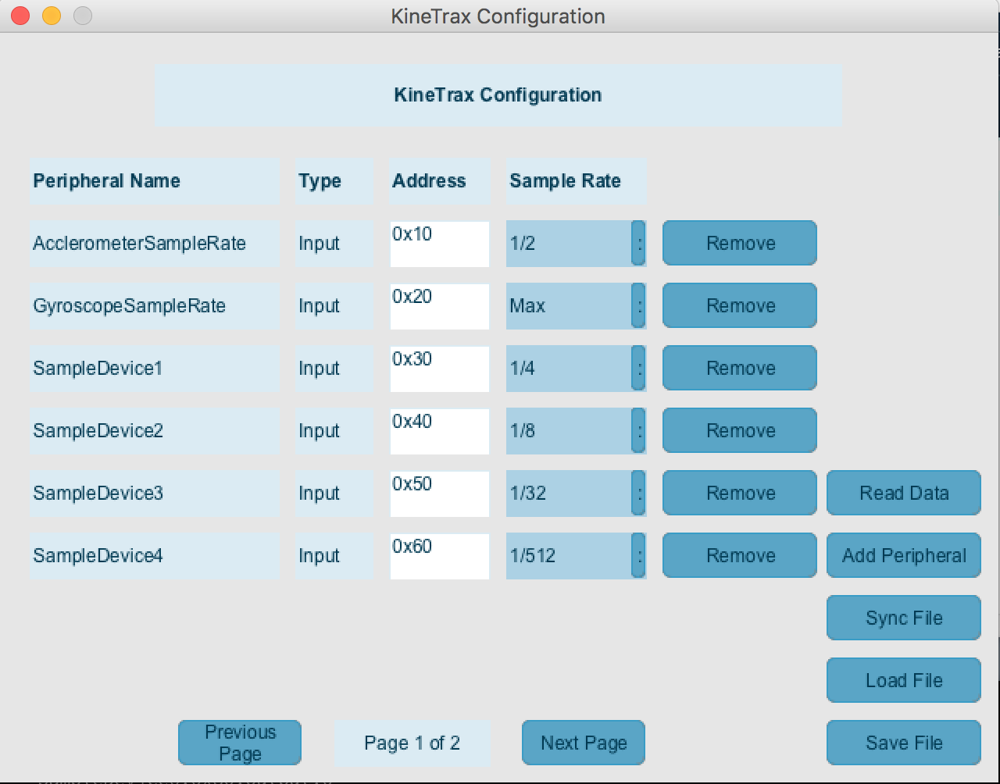 KineTrax Configuration
KineTrax Configuration
Peripheral Name Type Address Sample Rate
AcclerometerSampleRate Input 0x10 1/2 : Remove
GyroscopeSampleRate Input 0x20 Max : Remove
SampleDevice1 Input 0x30 1/4 : Remove
SampleDevice2 Input 0x40 1/8 : Remove
SampleDevice3 Input 0x50 1/32 : Remove Read Data
SampleDevice4 Input 0x60 1/512 : Remove Add Peripheral
Sync File
Load File
Previous
Page
Page 1 of 2 Next Page Save File